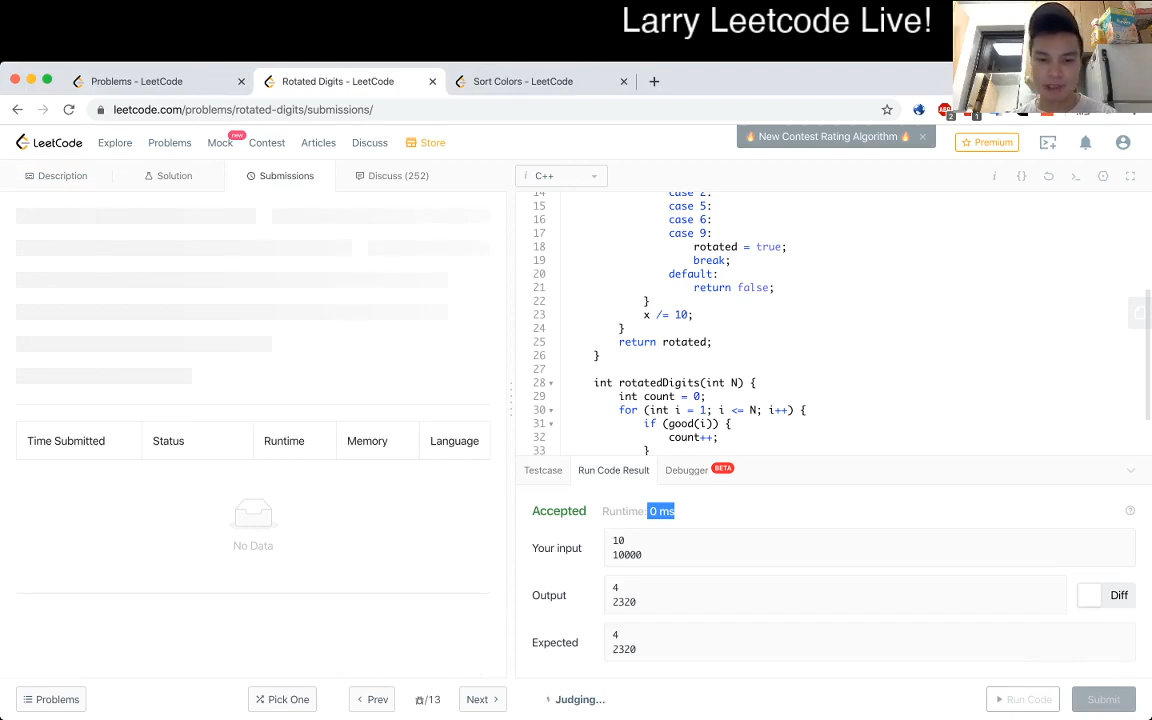 Larry Leetcode Live!
Problems - LeetCode
Rotated Digits - LeetCode
Sort Colors - LeetCode
leetcode.com/problems/rotated-digits/submissions/
LeetCode
Explore
Problems
Mock
new
Contest
Articles
Discuss
Store
New Contest Rating Algorithm
Premium
Description
Solution
Submissions
Discuss (252)
i C++
14 case 2:
15 case 5:
16 case 6:
17 case 9:
18 rotated = true;
19 break;
20 default:
21 return false;
22 }
23 x /= 10;
24 }
25 return rotated;
26 }
27
28 int rotatedDigits(int N) {
29 int count = 0;
30 for (int i = 1; i <= N; i++) {
31 if (good(i)) {
32 count++;
33 }
Time Submitted
Status
Runtime
Memory
Language
No Data
Testcase
Run Code Result
Debugger
BETA
Accepted
Runtime: 0 ms
Your input
10
10000
Output
4
2320
Diff
Expected
4
2320
Problems
Pick One
Prev
/13
Next
Judging...
Run Code
Submit